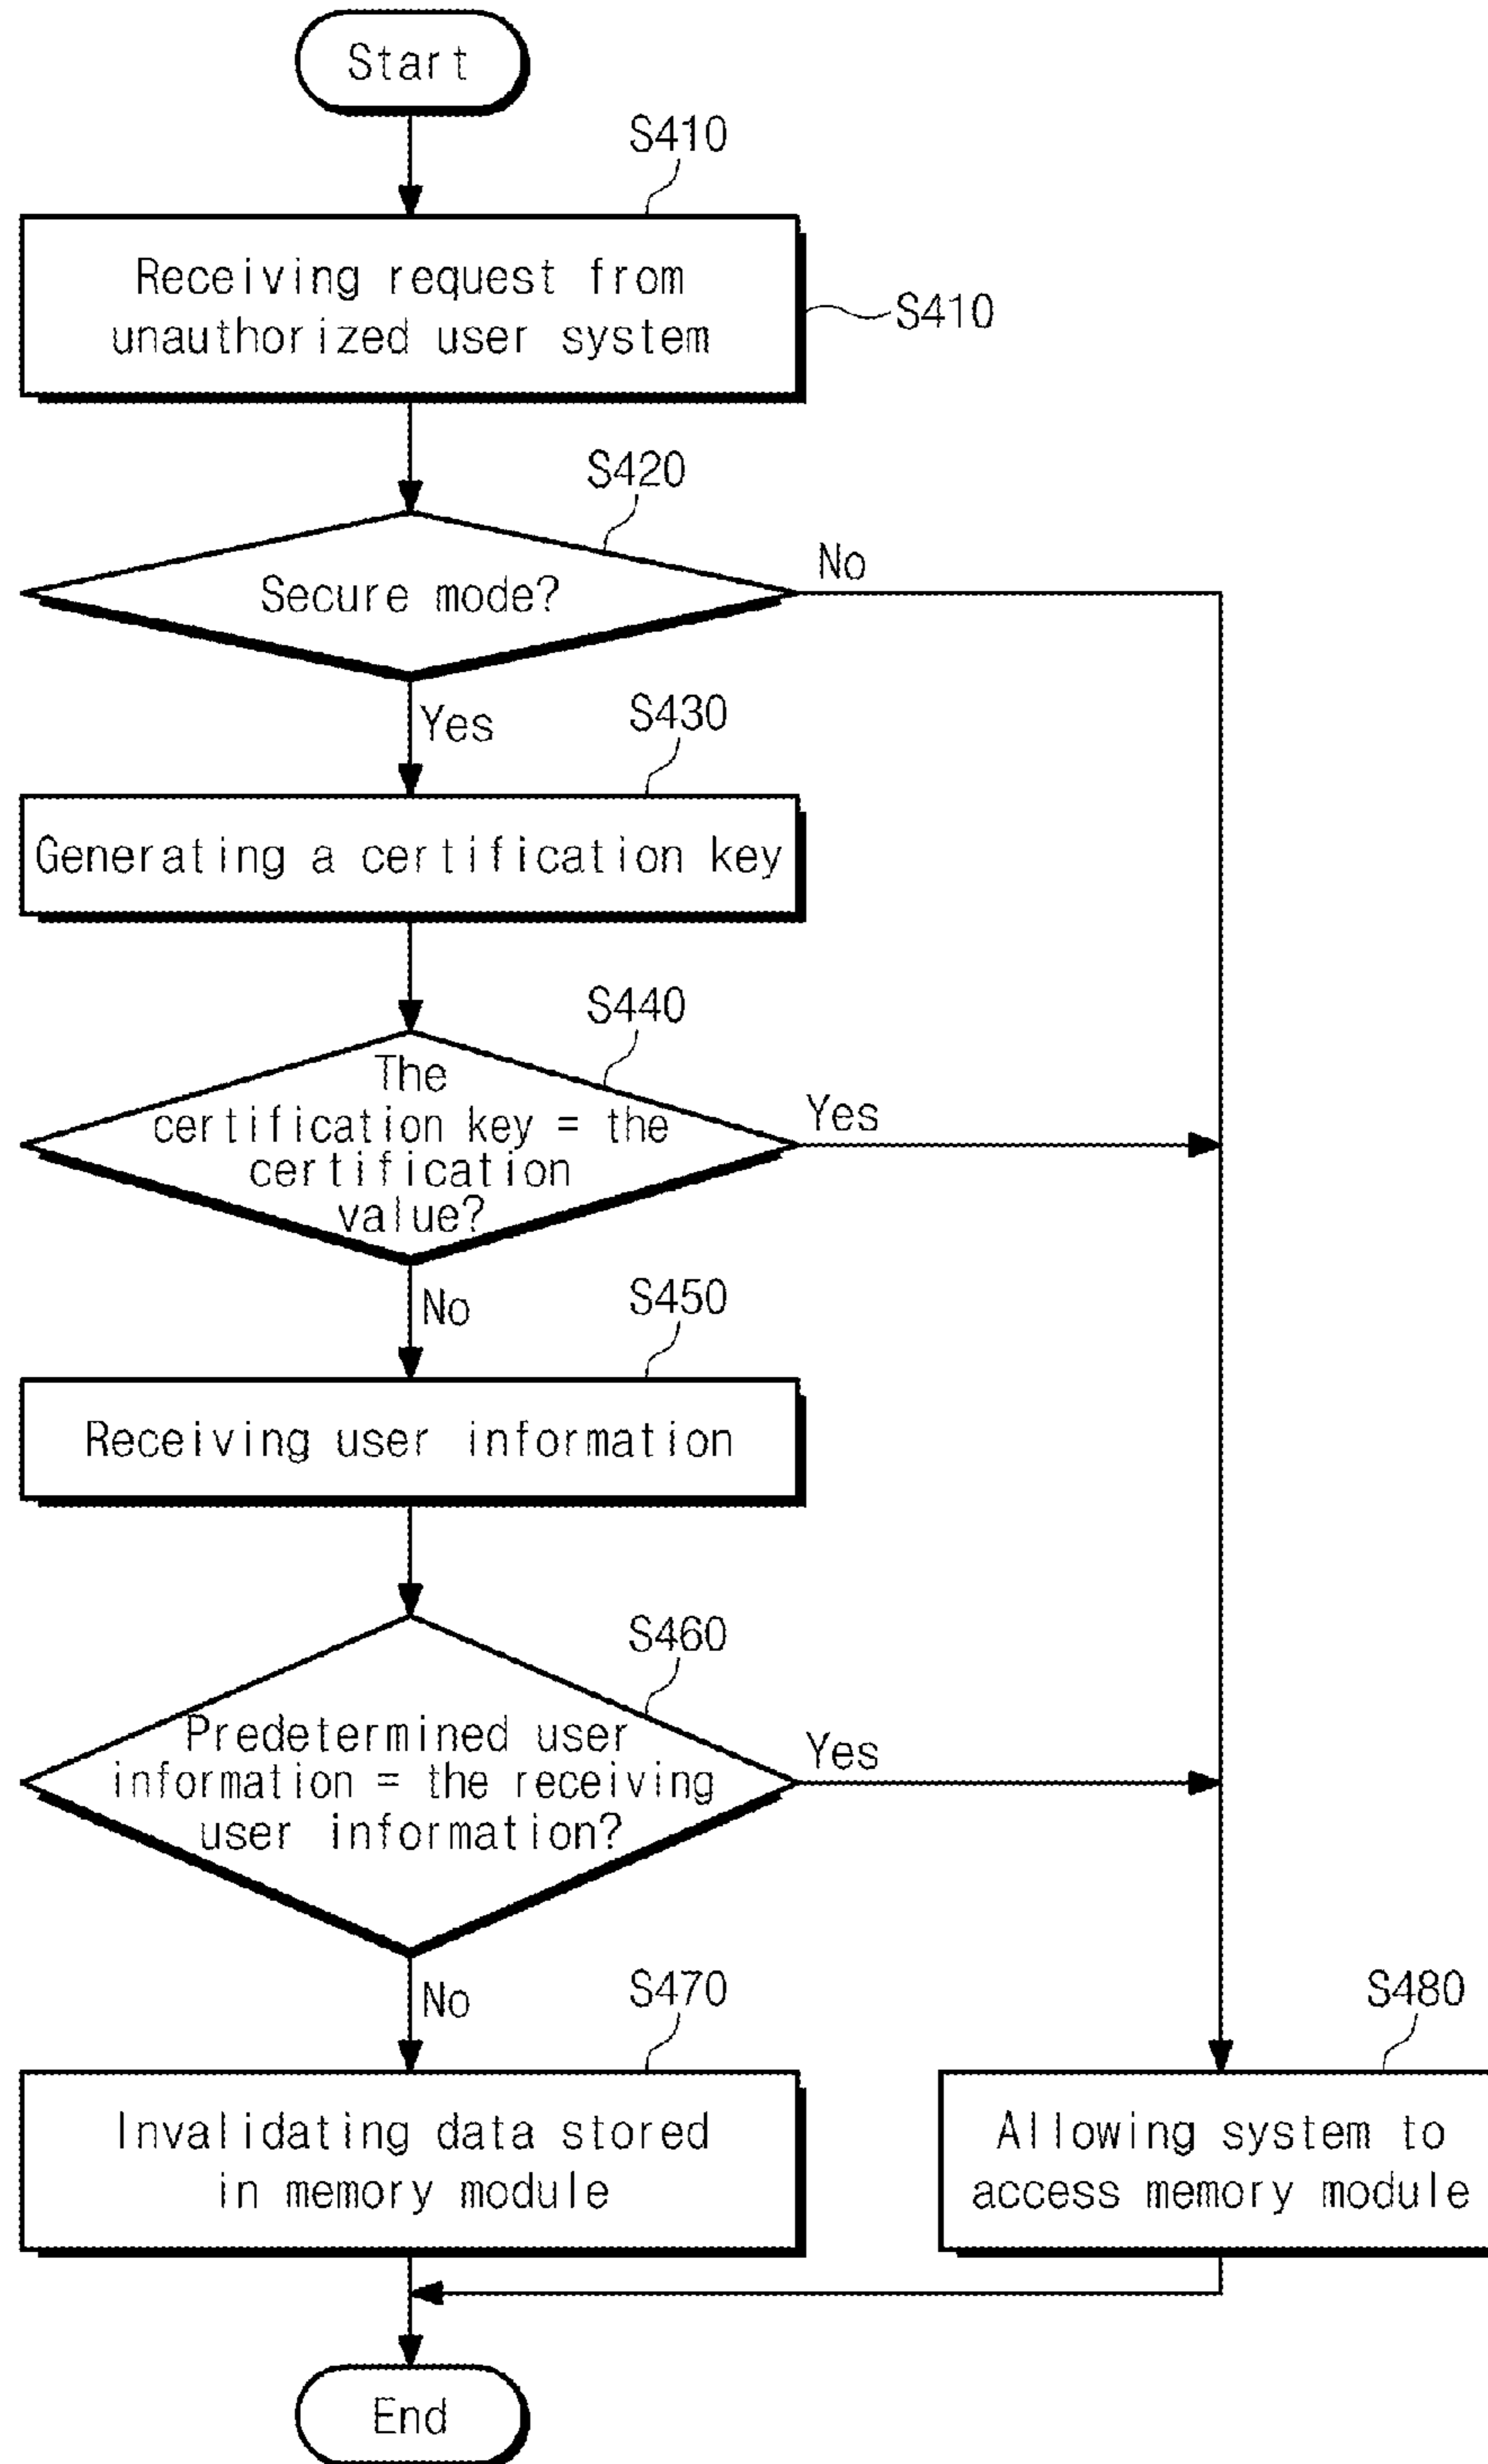 Start
S410
Receiving request from
unauthorized user system
S410
S420
Secure mode?
No
Yes
S430
Generating a certification key
S440
The
certification key = the
certification
value?
Yes
No
S450
Receiving user information
S460
Predetermined user
information = the receiving
user information?
Yes
No
S470
Invalidating data stored
in memory module
S480
Allowing system to
access memory module
End